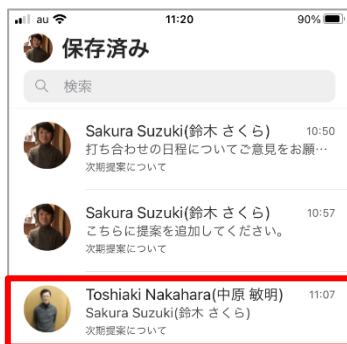 au 11:20 90%
保存済み
検索
Sakura Suzuki(鈴木 さくら) 10:50
打ち合わせの日程についてご意見をお願…
次期提案について
Sakura Suzuki(鈴木 さくら) 10:57
こちらに提案を追加してください。
次期提案について
Toshiaki Nakahara(中原 敏明) 11:07
Sakura Suzuki(鈴木 さくら)
次期提案について